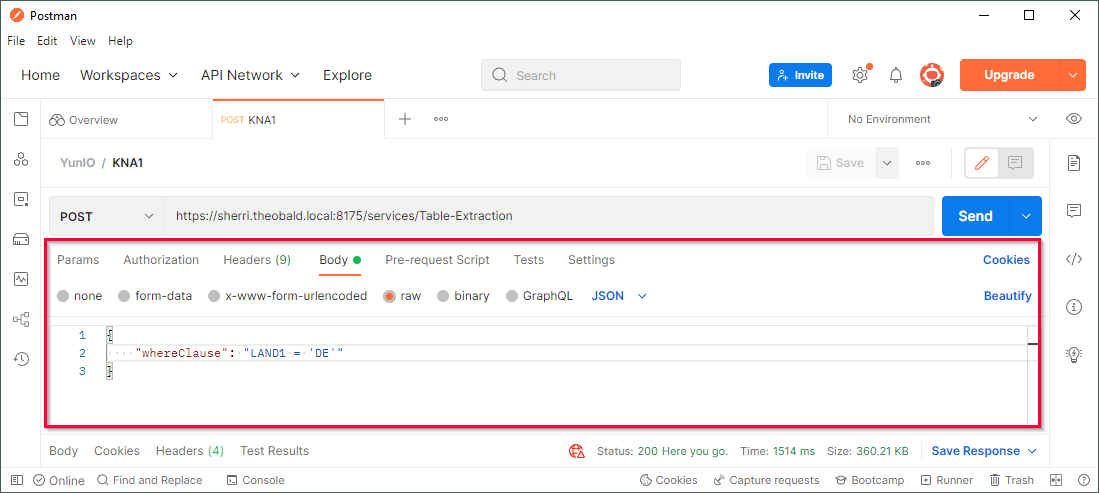 Postman
File Edit View Help
Home Workspaces API Network Explore Search Invite Upgrade
Overview POST KNA1 No Environment
YunIO / KNA1 Save
POST https://sherri.theobald.local:8175/services/Table-Extraction Send
Params Authorization Headers (9) Body Pre-request Script Tests Settings Cookies
none form-data x-www-form-urlencoded raw binary GraphQL JSON Beautify
1 {
2 ····"whereClause":·"LAND1·=·'DE'"
3 }
Body Cookies Headers (4) Test Results Status: 200 Here you go. Time: 1514 ms Size: 360.21 KB Save Response
Online Find and Replace Console Cookies Capture requests Bootcamp Runner Trash